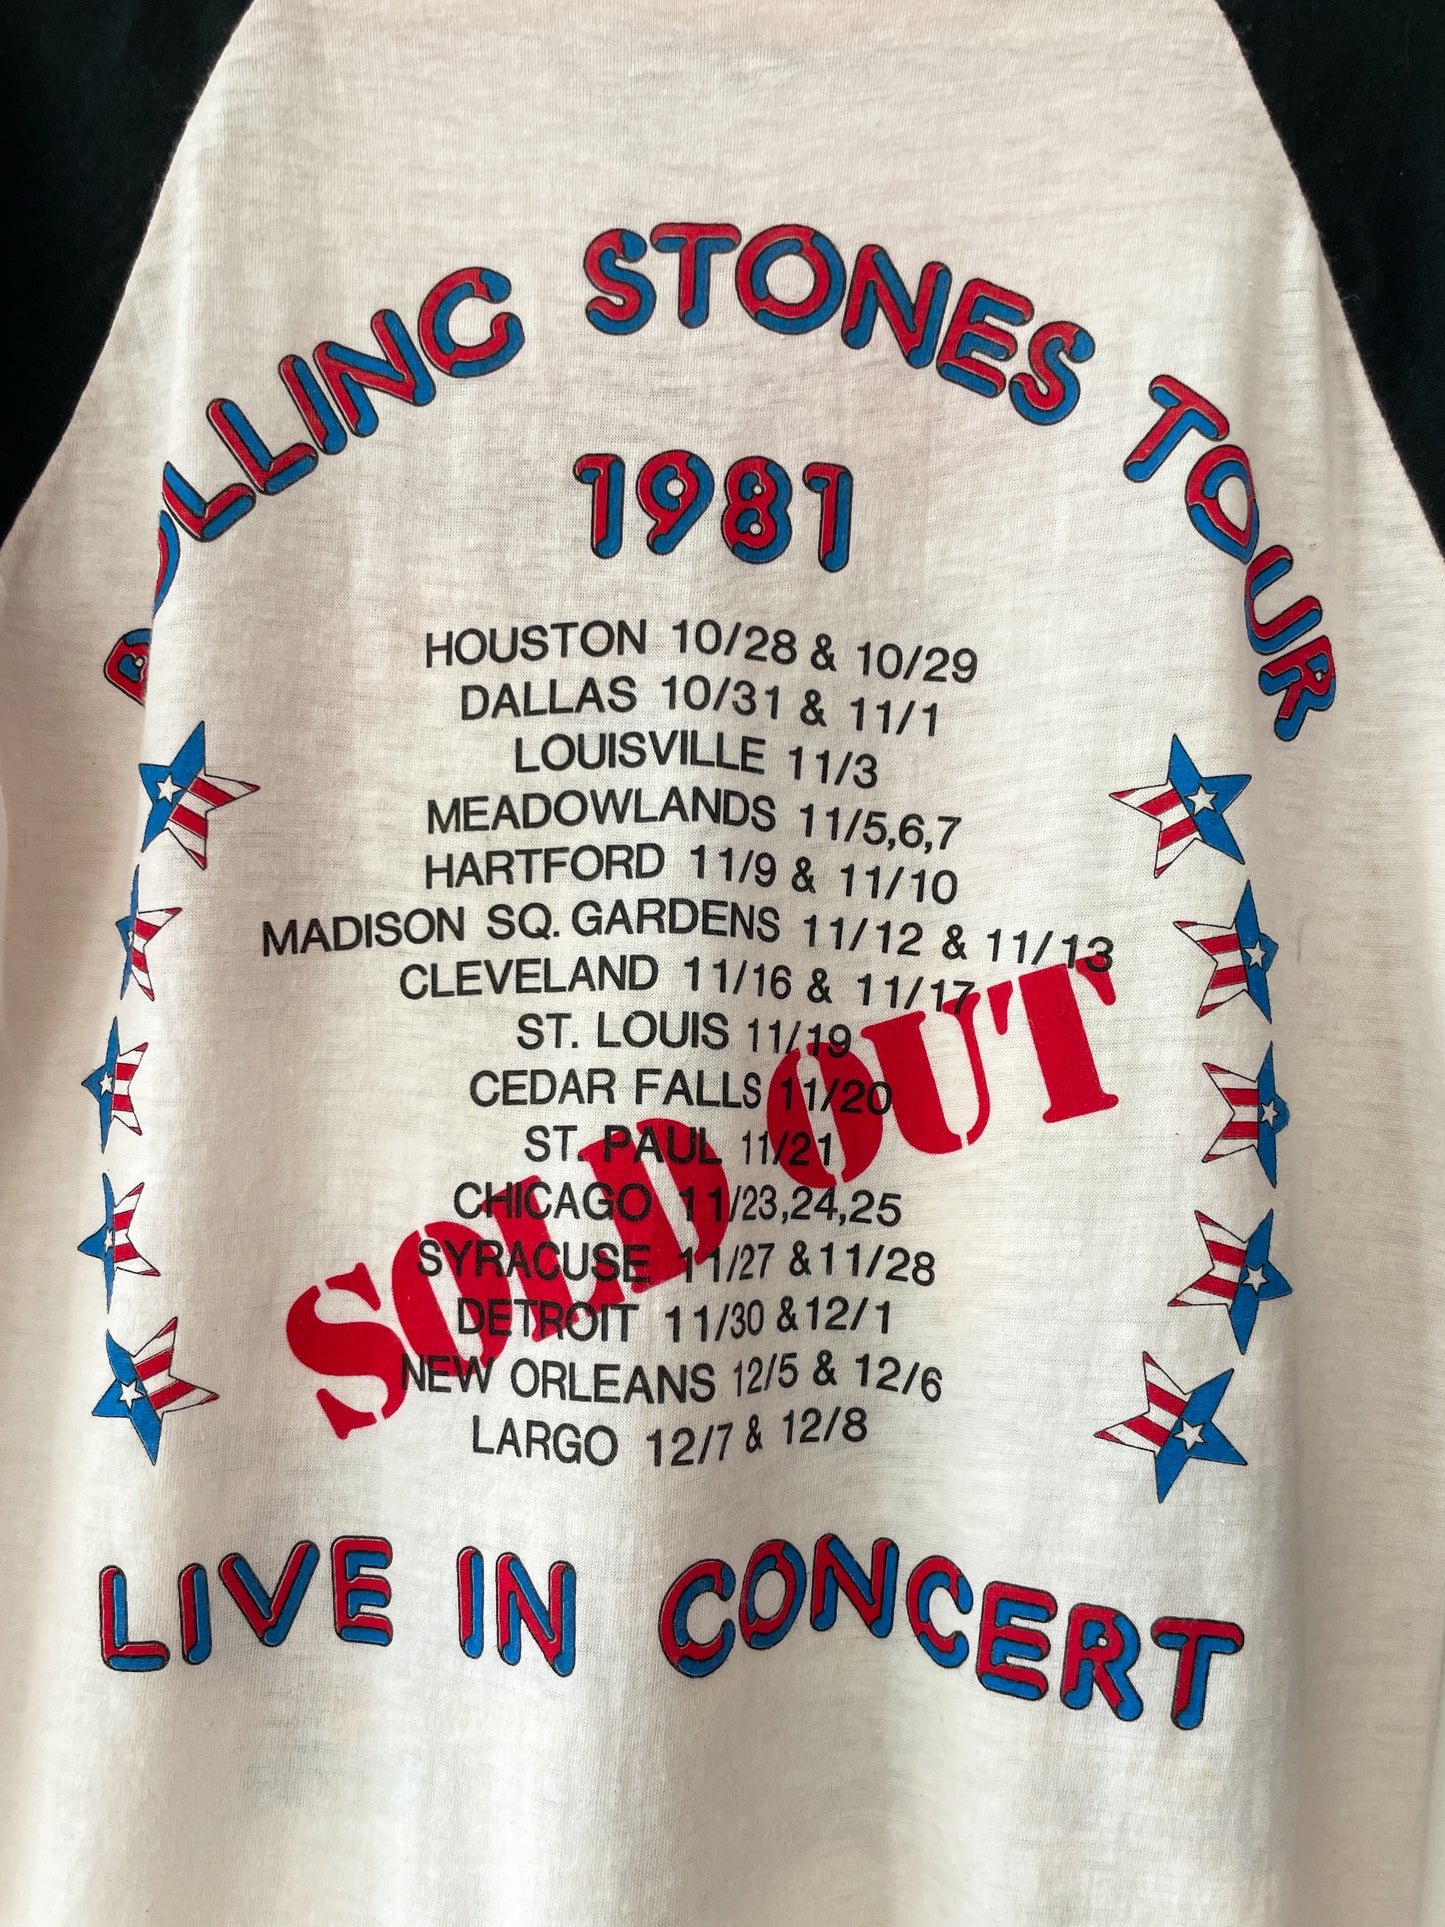 ROLLING STONES TOUR
1981
HOUSTON 10/28 & 10/29
DALLAS 10/31 & 11/1
LOUISVILLE 11/3
MEADOWLANDS 11/5,6,7
HARTFORD 11/9 & 11/10
MADISON SQ. GARDENS 11/12 & 11/13
CLEVELAND 11/16 & 11/17
ST. LOUIS 11/19
CEDAR FALLS 11/20
ST. PAUL 11/21
CHICAGO 11/23,24,25
SYRACUSE 11/27 & 11/28
DETROIT 11/30 & 12/1
NEW ORLEANS 12/5 & 12/6
LARGO 12/7 & 12/8
SOLD OUT
LIVE IN CONCERT